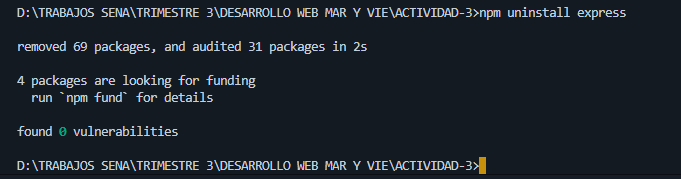 D:\TRABAJOS SENA\TRIMESTRE 3\DESARROLLO WEB MAR Y VIE\ACTIVIDAD-3>npm uninstall express
removed 69 packages, and audited 31 packages in 2s
4 packages are looking for funding
  run `npm fund` for details
found 0 vulnerabilities
D:\TRABAJOS SENA\TRIMESTRE 3\DESARROLLO WEB MAR Y VIE\ACTIVIDAD-3>